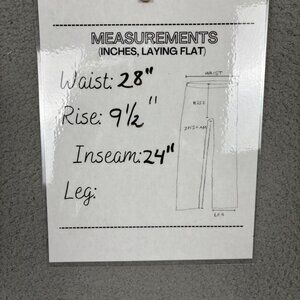 MEASUREMENTS
(INCHES, LAYING FLAT)
Waist: 28"
Rise: 9 1/2"
Inseam: 24"
Leg:
WAIST
RISE
INSEAM
LEG